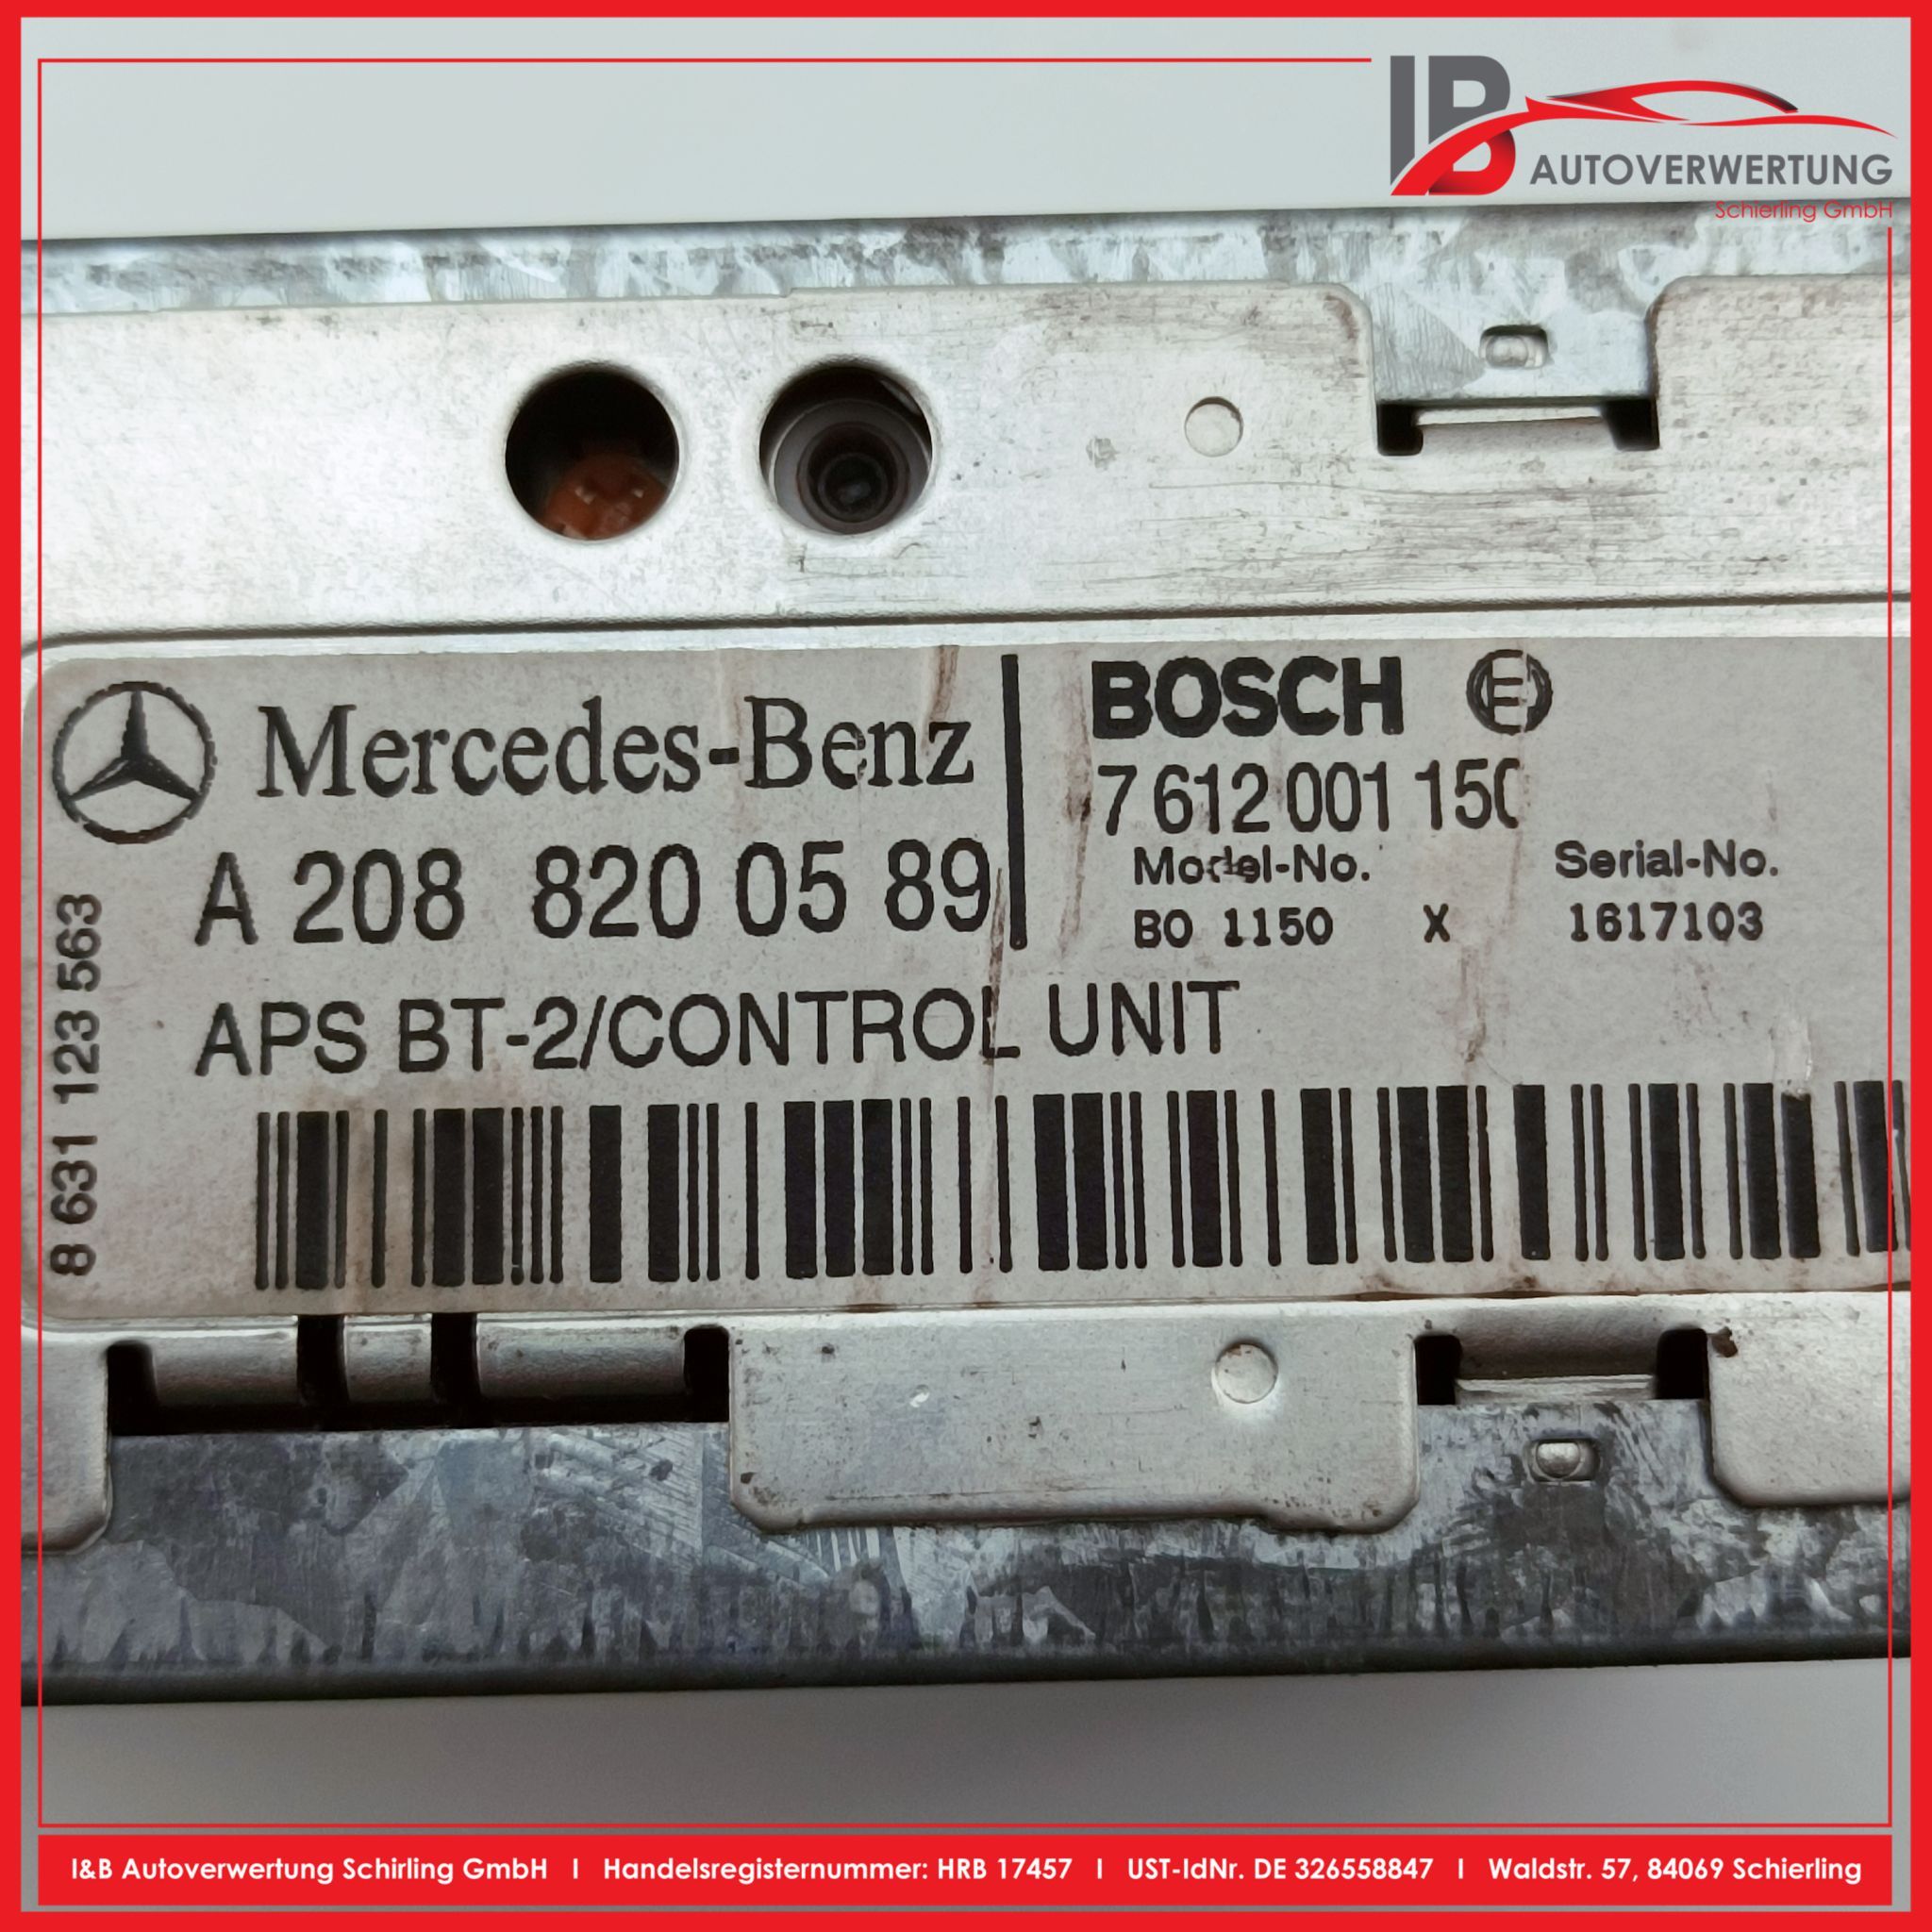 IB
AUTOVERWERTUNG
Schierling GmbH
Mercedes-Benz
A 208 820 05 89
BOSCH
7 612 001 150
Model-No.
Serial-No.
BO 1150 X
1617103
APS BT-2/CONTROL UNIT
8 631 123 563
I&B Autoverwertung Schirling GmbH I Handelsregisternummer: HRB 17457 I UST-IdNr. DE 326558847 I Waldstr. 57, 84069 Schierling